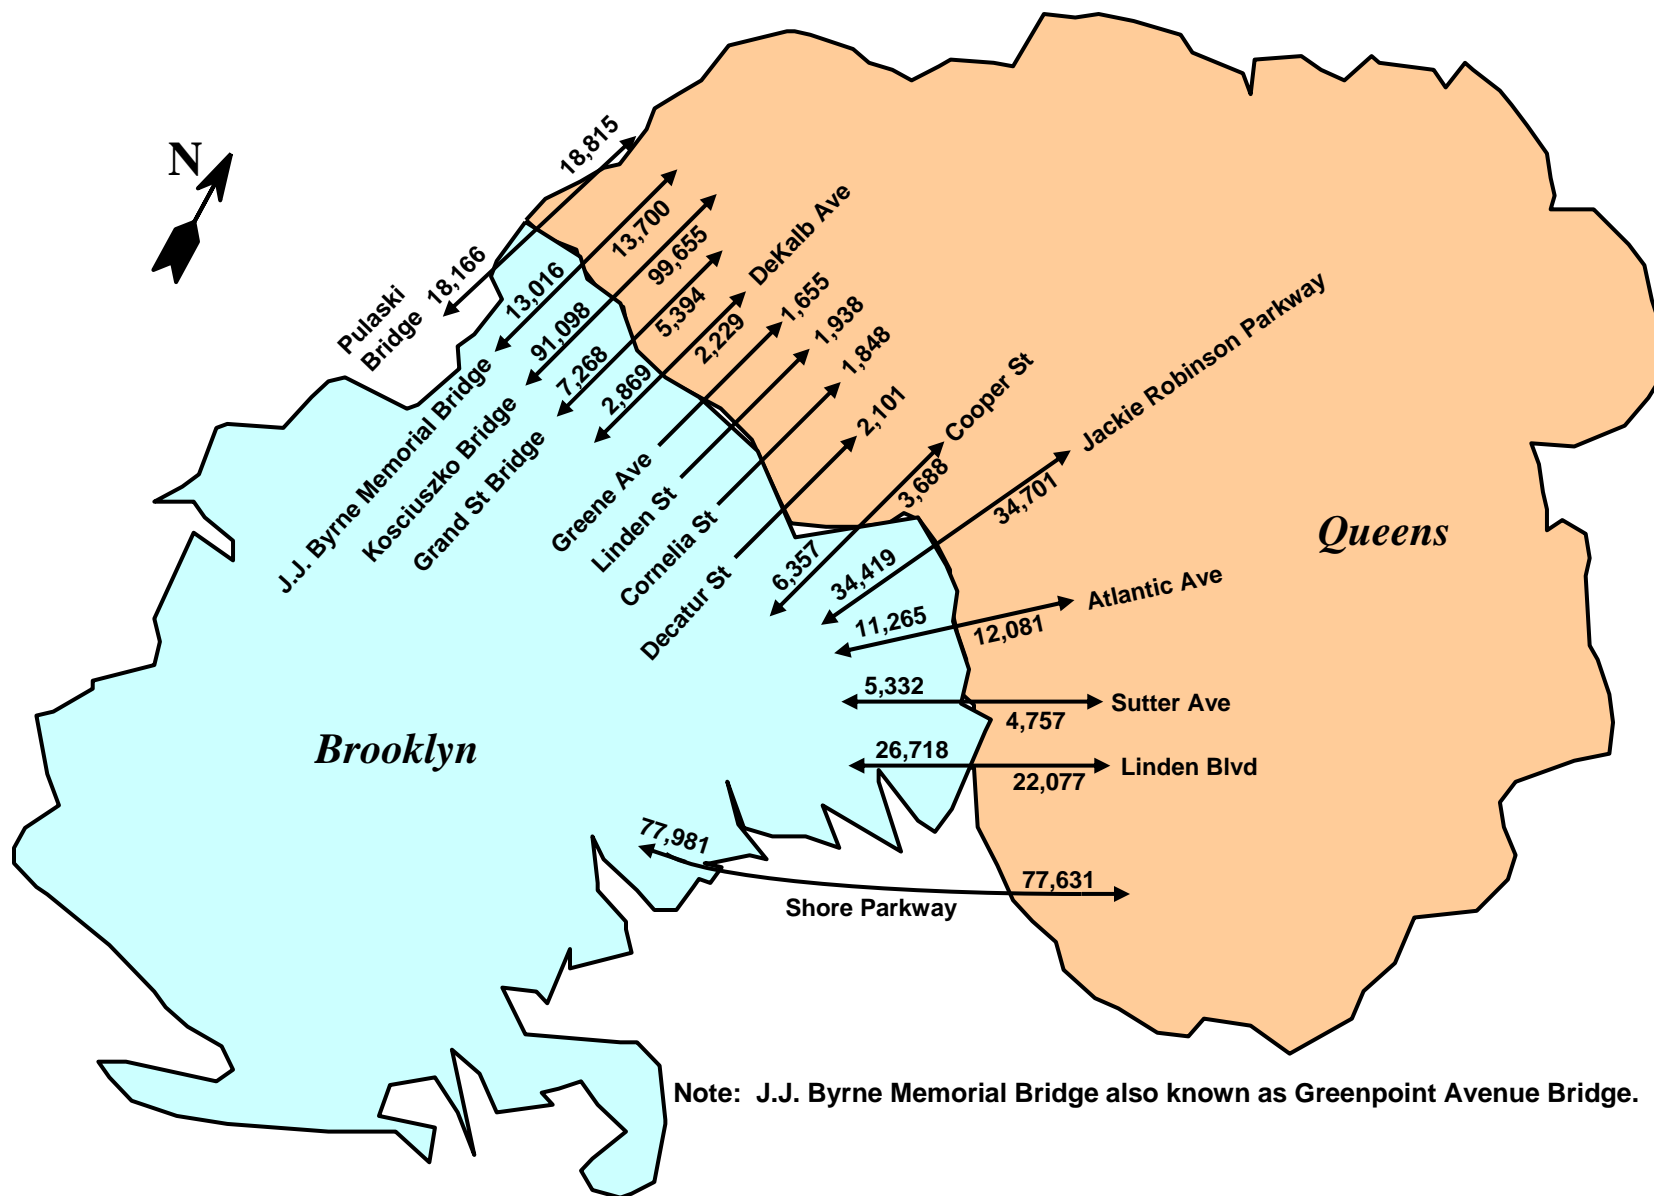 N
18,815
18,166
Pulaski
Bridge
13,700
13,016
J.J. Byrne Memorial Bridge
99,655
91,098
Kosciuszko Bridge
5,394
7,268
Grand St Bridge
DeKalb Ave
2,229
2,869
1,655
Greene Ave
1,938
Linden St
1,848
Cornelia St
2,101
Decatur St
Cooper St
3,688
6,357
Jackie Robinson Parkway
34,701
34,419
Queens
Atlantic Ave
11,265
12,081
5,332
Sutter Ave
4,757
Brooklyn
26,718
Linden Blvd
22,077
77,981
77,631
Shore Parkway
Note: J.J. Byrne Memorial Bridge also known as Greenpoint Avenue Bridge.